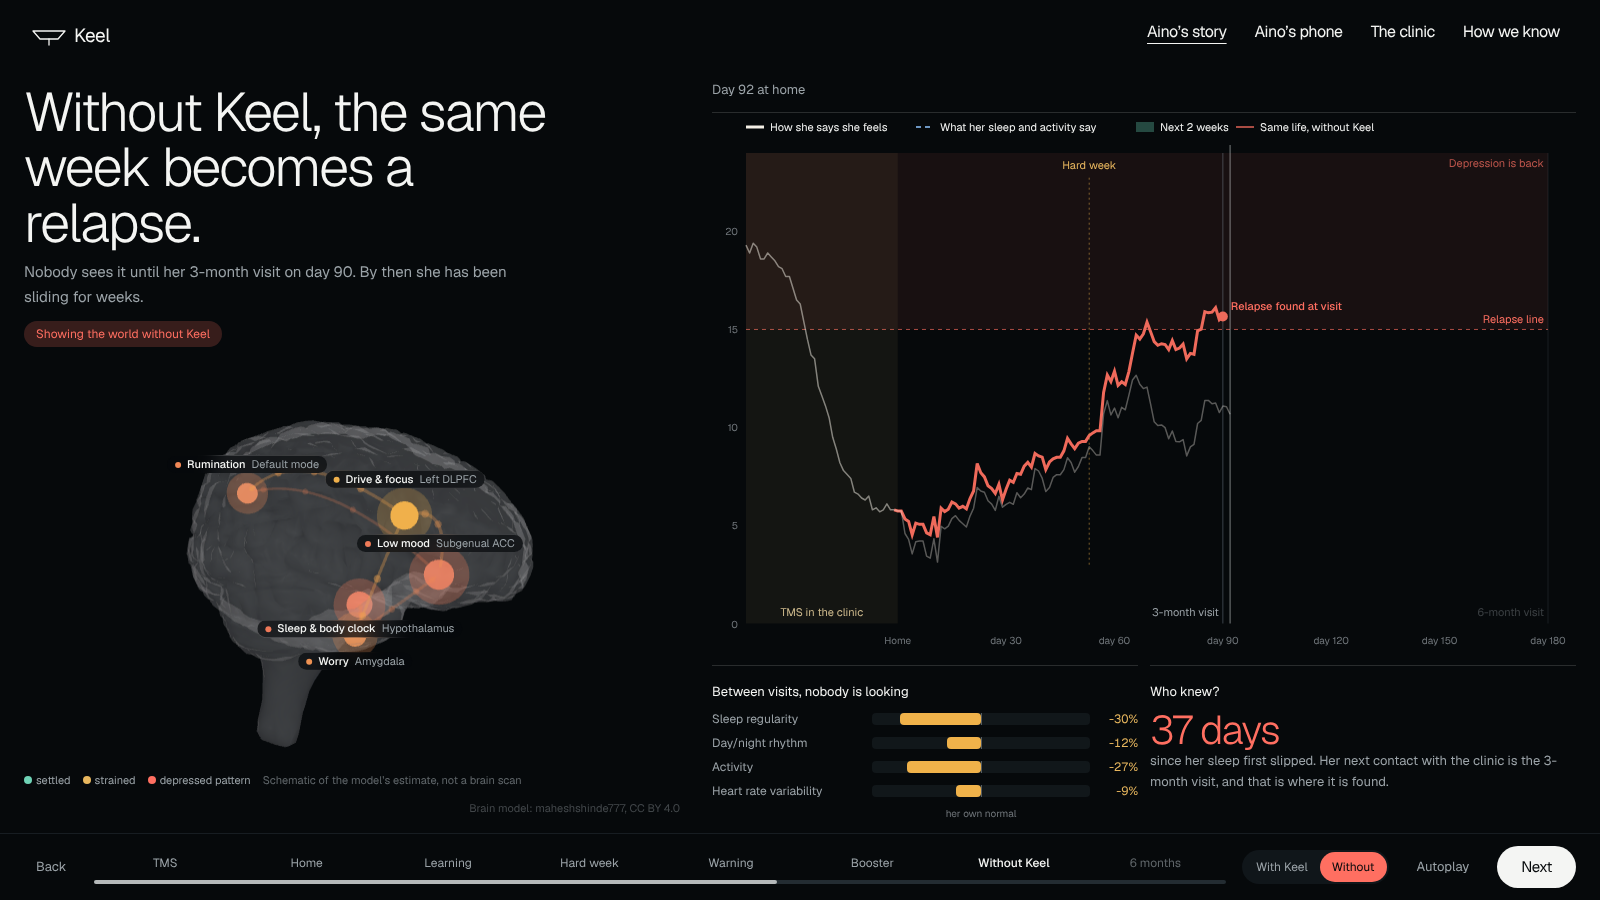 Keel
Aino's story
Aino's phone
The clinic
How we know
Without Keel, the same
week becomes a
relapse.
Nobody sees it until her 3-month visit on day 90. By then she has been
sliding for weeks.
Showing the world without Keel
Rumination Default mode
Drive & focus Left DLPFC
Low mood Subgenual ACC
Sleep & body clock Hypothalamus
Worry Amygdala
settled
strained
depressed pattern
Schematic of the model's estimate, not a brain scan
Brain model: maheshshinde777, CC BY 4.0
Day 92 at home
How she says she feels
What her sleep and activity say
Next 2 weeks
Same life, without Keel
Hard week
Depression is back
20
Relapse found at visit
Relapse line
15
10
5
TMS in the clinic
3-month visit
6-month visit
0
Home
day 30
day 60
day 90
day 120
day 150
day 180
Between visits, nobody is looking
Sleep regularity -30%
Day/night rhythm -12%
Activity -27%
Heart rate variability -9%
her own normal
Who knew?
37 days
since her sleep first slipped. Her next contact with the clinic is the 3-
month visit, and that is where it is found.
Back
TMS
Home
Learning
Hard week
Warning
Booster
Without Keel
6 months
With Keel
Without
Autoplay
Next